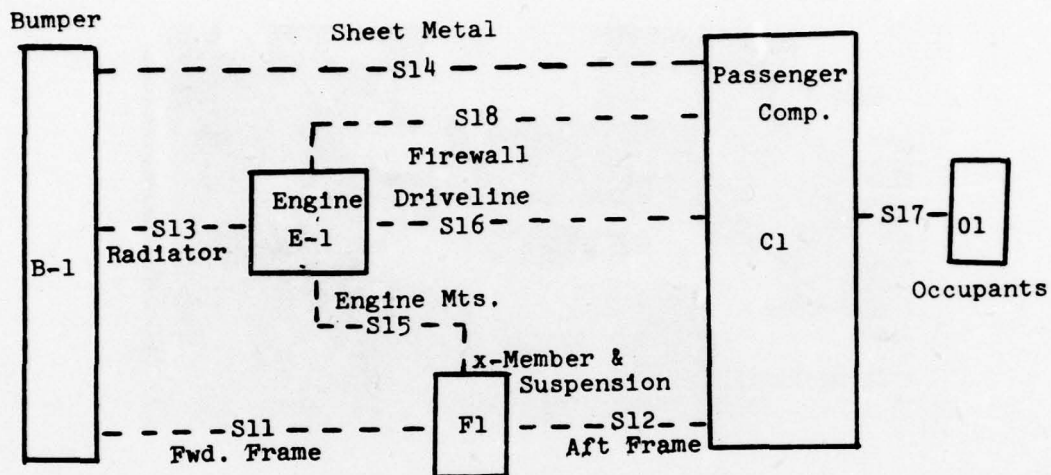 Bumper
Sheet Metal
S14
Passenger
Comp.
S18
Firewall
Engine
E-1
Driveline
S16
S13
Radiator
B-1
C1
S17
O1
Occupants
Engine Mts.
S15
x-Member &
Suspension
F1
S11
Fwd. Frame
S12
Aft Frame